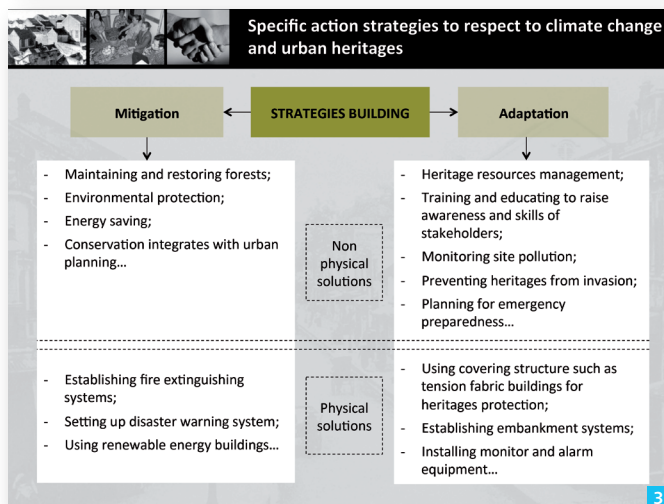 Specific action strategies to respect to climate change
and urban heritages
Mitigation
STRATEGIES BUILDING
Adaptation
- Maintaining and restoring forests;
- Environmental protection;
- Energy saving;
- Conservation integrates with urban
planning...
Non
physical
solutions
- Heritage resources management;
- Training and educating to raise
awareness and skills of
stakeholders;
- Monitoring site pollution;
- Preventing heritages from invasion;
- Planning for emergency
preparedness...
- Establishing fire extinguishing
systems;
- Setting up disaster warning system;
- Using renewable energy buildings...
Physical
solutions
- Using covering structure such as
tension fabric buildings for
heritages protection;
- Establishing embankment systems;
- Installing monitor and alarm
equipment...
3